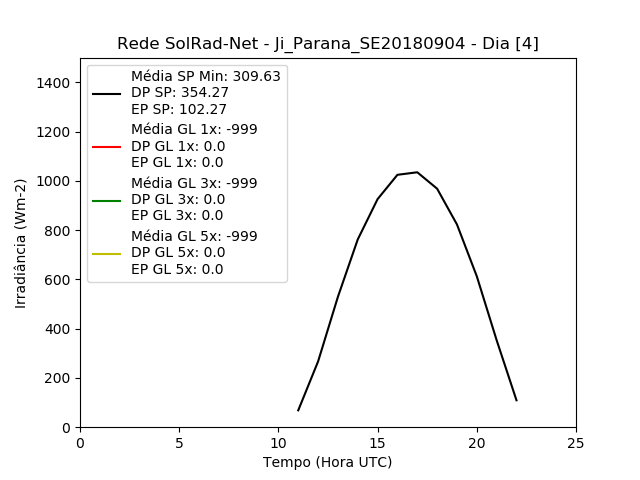 Rede SolRad-Net - Ji_Parana_SE20180904 - Dia [4]
Média SP Min: 309.63
DP SP: 354.27
EP SP: 102.27
Média GL 1x: -999
DP GL 1x: 0.0
EP GL 1x: 0.0
Média GL 3x: -999
DP GL 3x: 0.0
EP GL 3x: 0.0
Média GL 5x: -999
DP GL 5x: 0.0
EP GL 5x: 0.0
Irradiância (Wm-2)
1400
1200
1000
800
600
400
200
0
0 5 10 15 20 25
Tempo (Hora UTC)